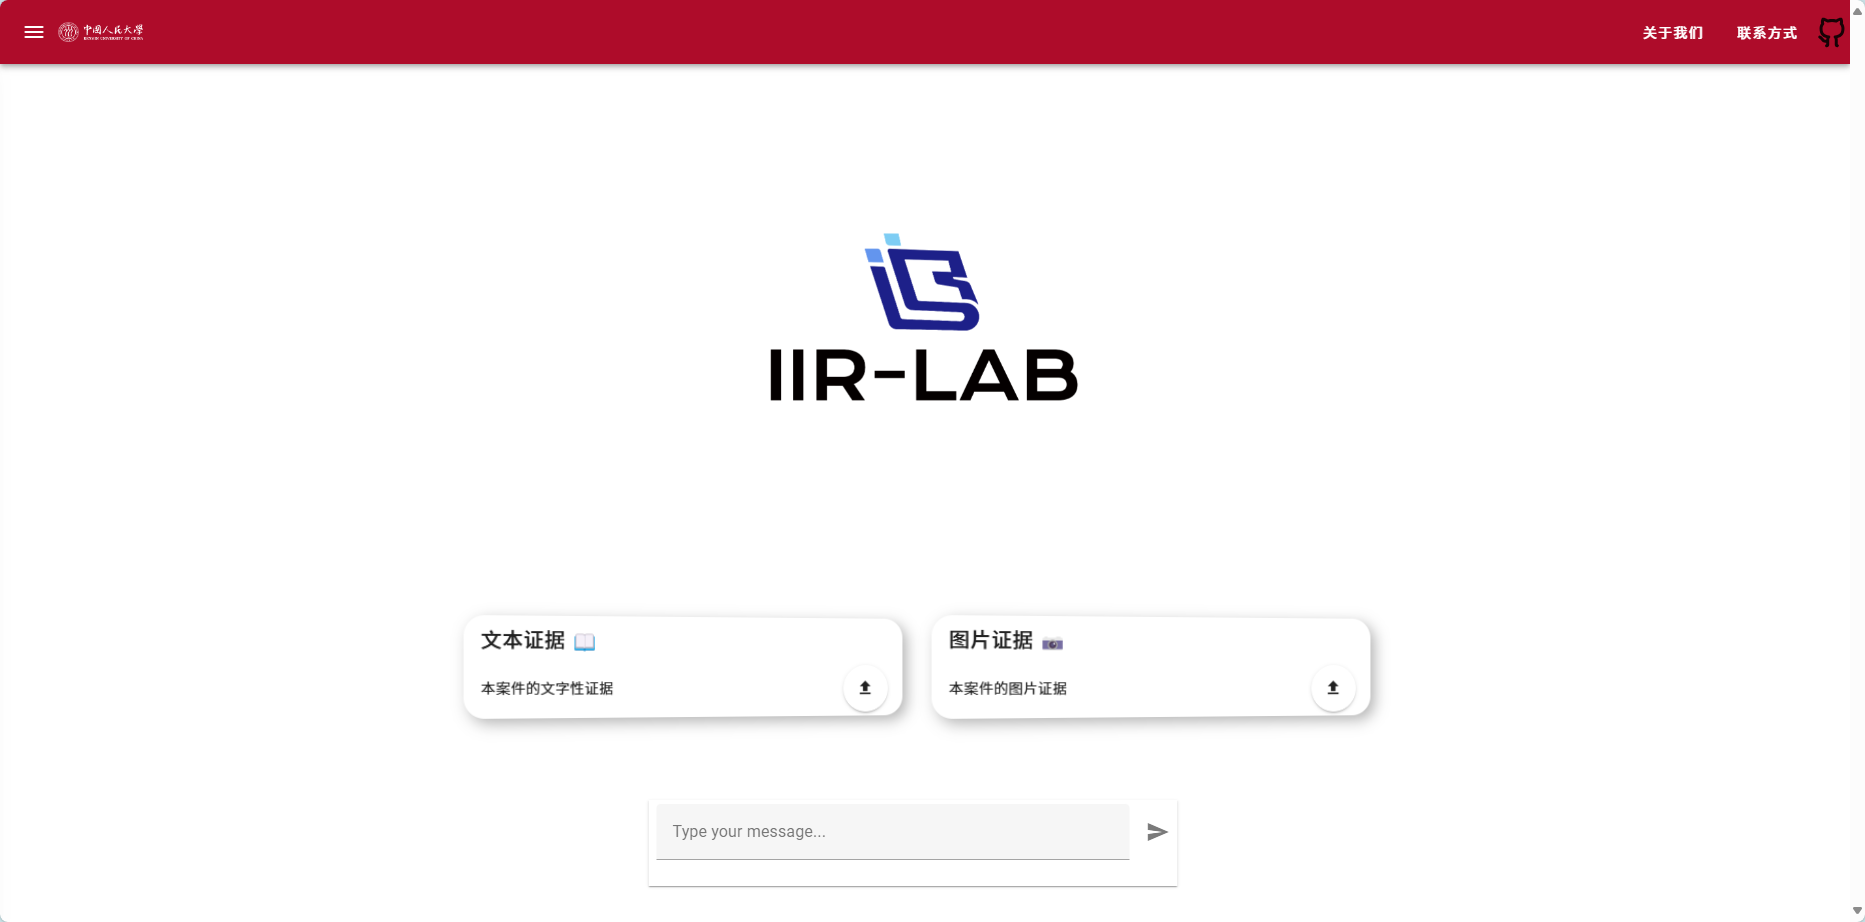 中国人民大学
RENMIN UNIVERSITY OF CHINA
关于我们
联系方式
IIR-LAB
文本证据
本案件的文字性证据
图片证据
本案件的图片证据
Type your message...